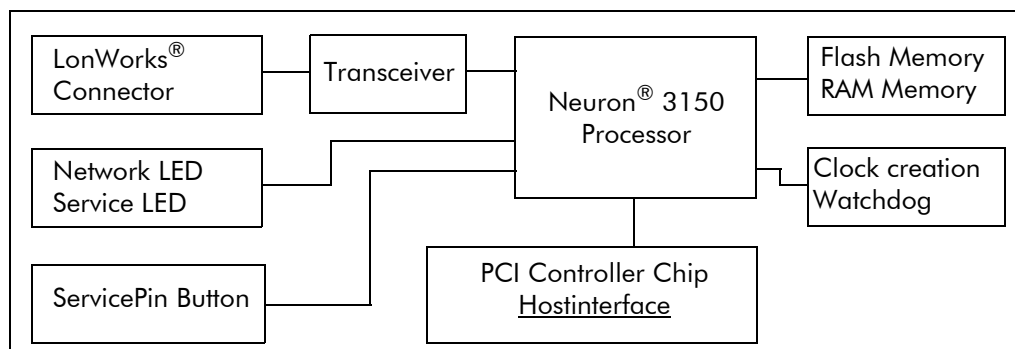 LonWorks®
Connector
Transceiver
Neuron® 3150
Processor
Flash Memory
RAM Memory
Network LED
Service LED
Clock creation
Watchdog
ServicePin Button
PCI Controller Chip
Hostinterface